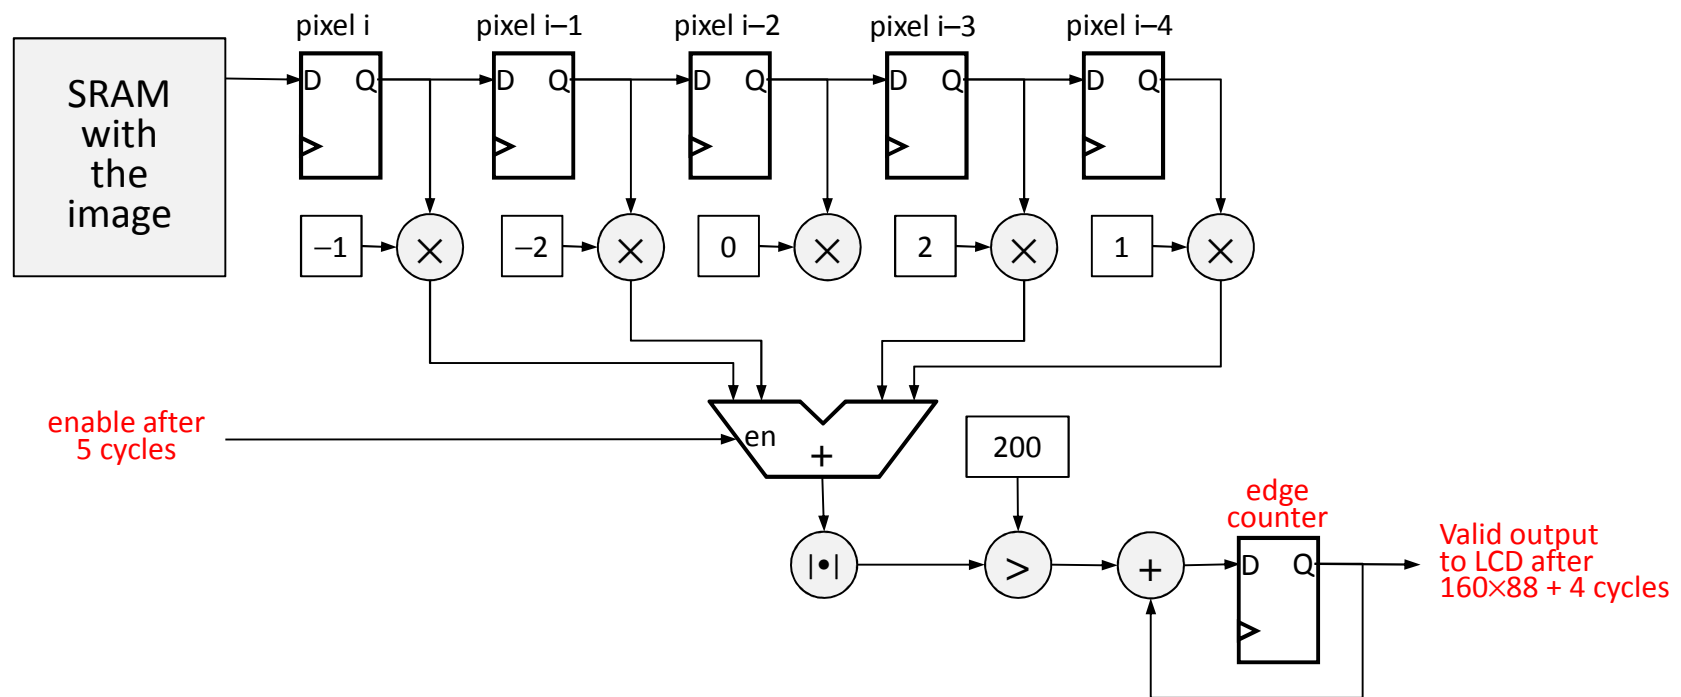 pixel i
pixel i–1
pixel i–2
pixel i–3
pixel i–4
SRAM
with
the
image
D Q
D Q
D Q
D Q
D Q
–1
×
–2
×
0
×
2
×
1
×
enable after
5 cycles
en
+
200
|•|
>
+
edge
counter
D Q
Valid output
to LCD after
160×88 + 4 cycles